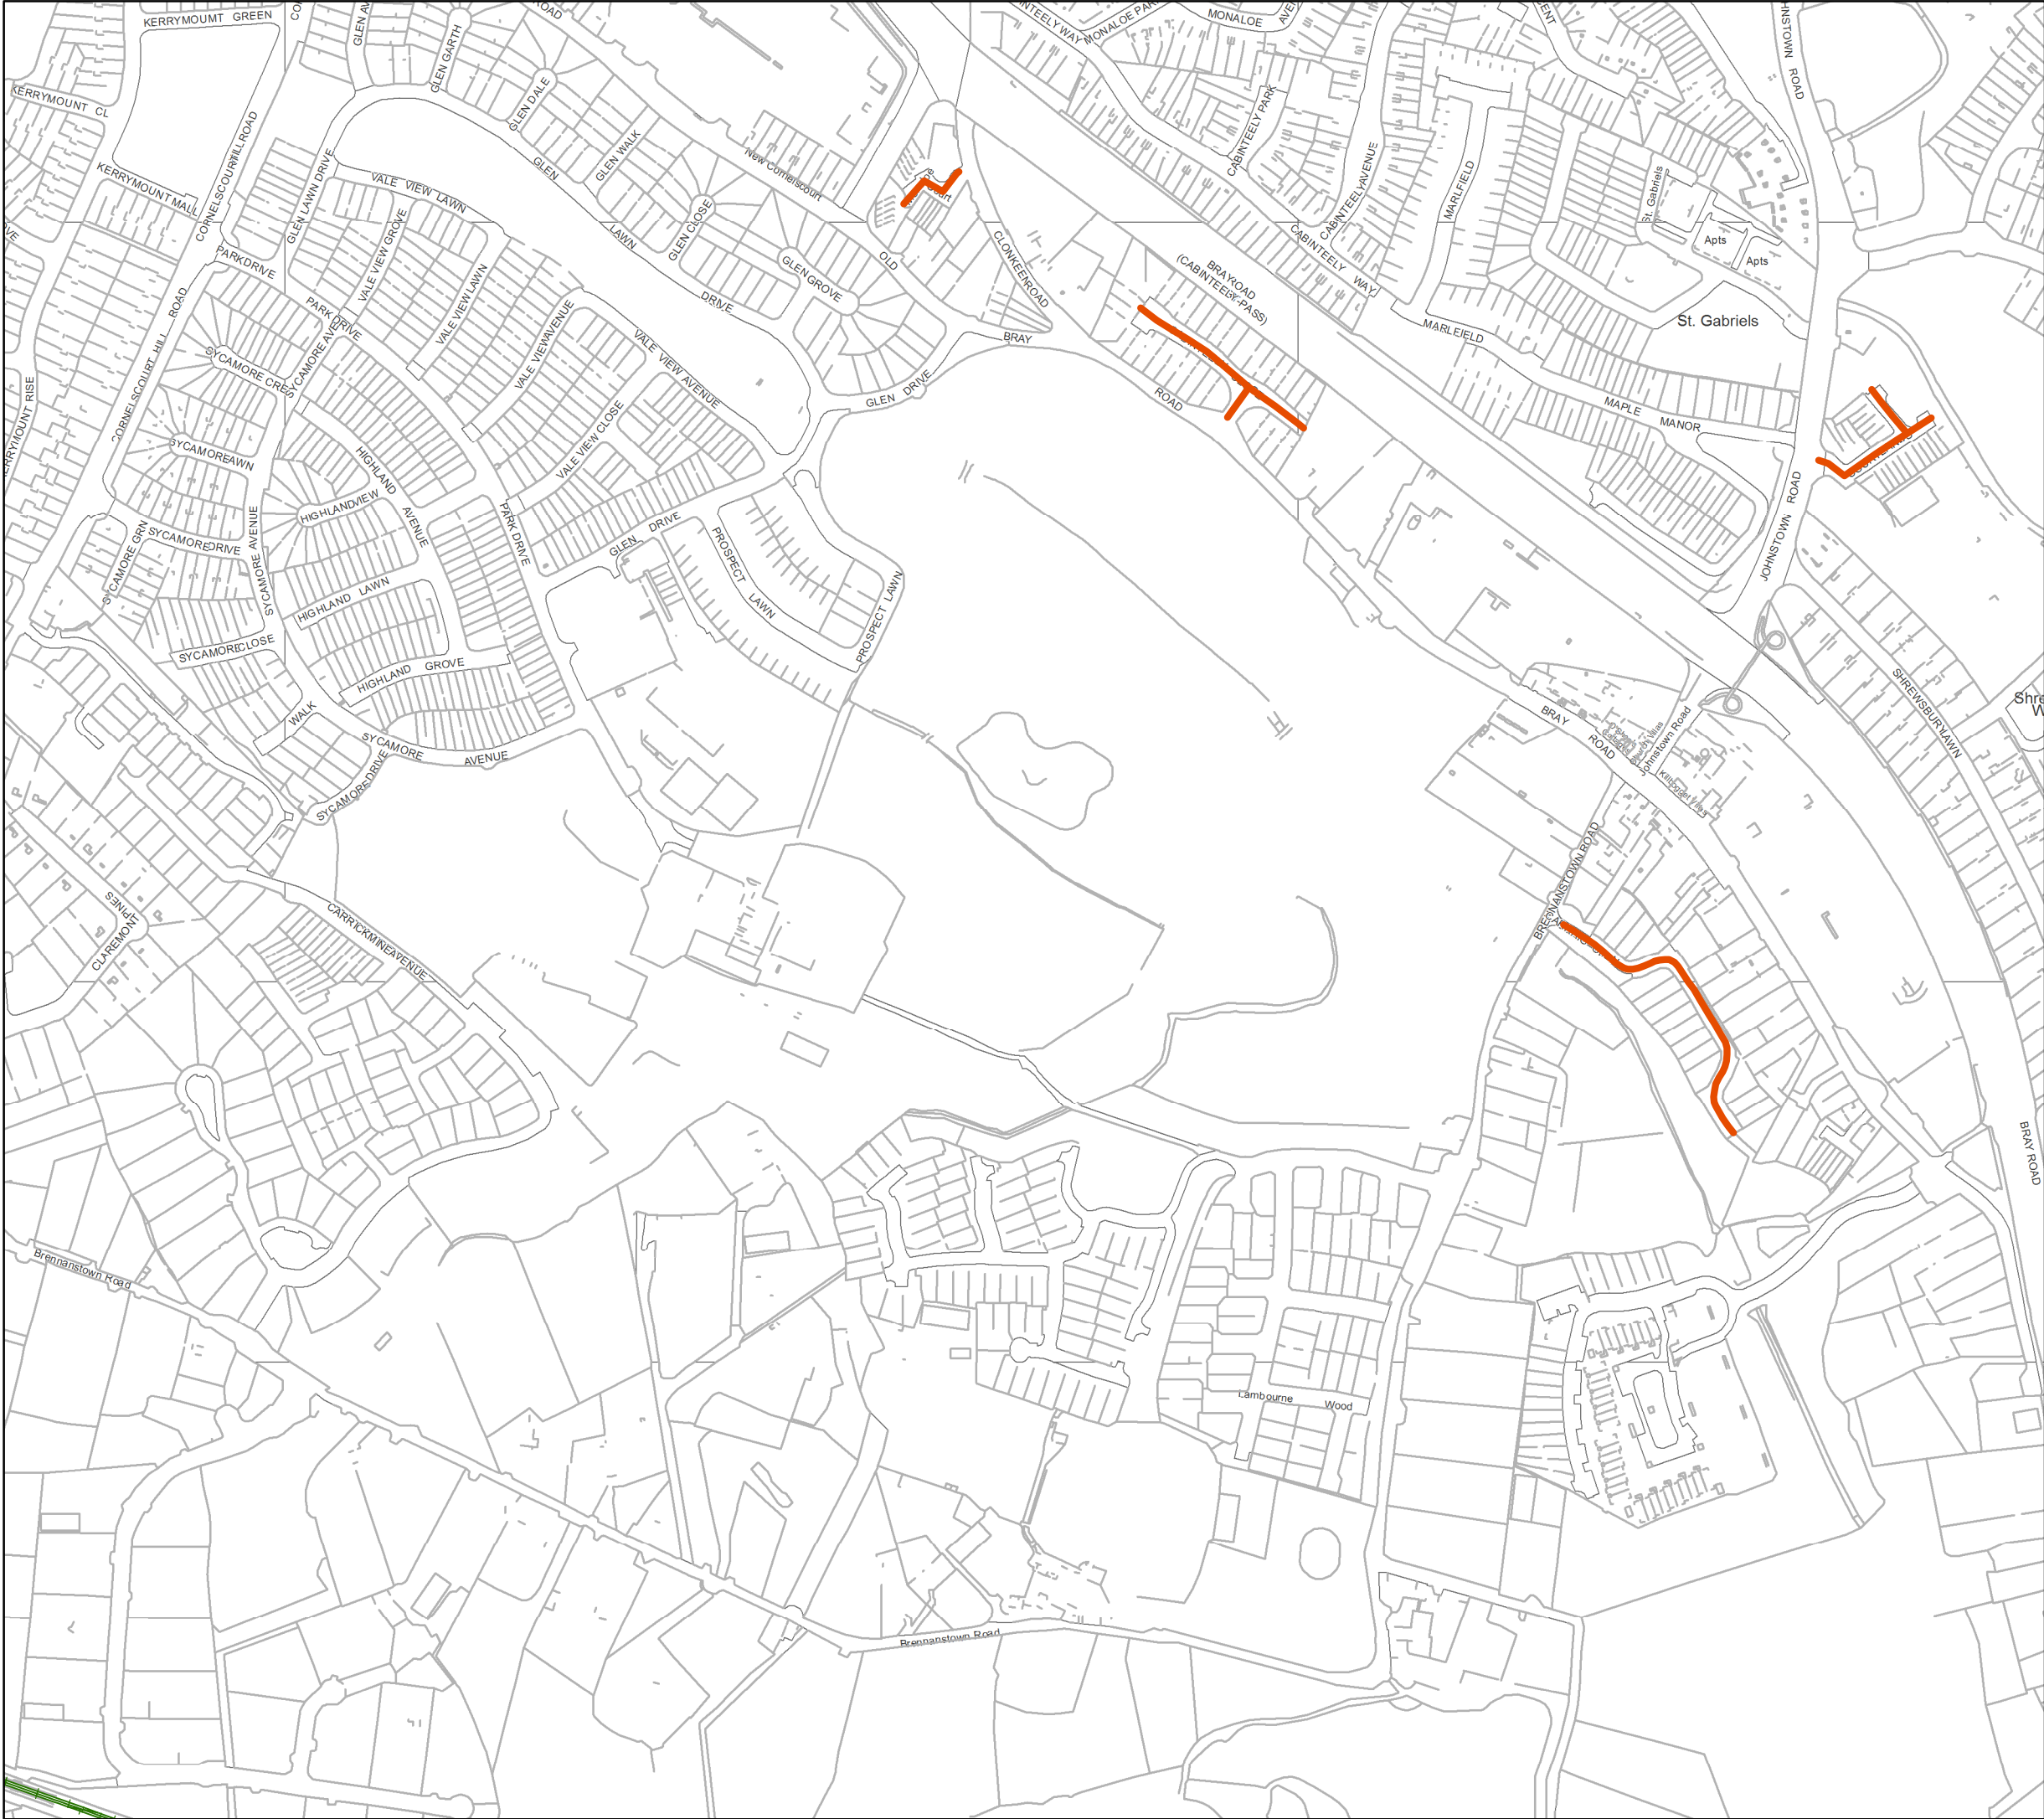 KERRYMOUMT GREEN
GLEN GARTH
ROAD
MONALOE PARK
MONALOE
KERRYMOUNT CL
GLEN DALE
GLEN WALK
New Cornelscourt
CABINTEELY PARK
CABINTEELY AVENUE
MARLFIELD
St. Gabriels
Apts
Apts
KERRYMOUNT MALL
GLEN LAWN DRIVE
VALE VIEW LAWN
GLEN
LAWN
DRIVE
GLEN CLOSE
GLEN GROVE
OLD
Court
CLONKEEN ROAD
BRAY ROAD
(CABINTEELY BY-PASS)
CABINTEELY WAY
MARLFIELD
St. Gabriels
PARK DRIVE
PARK DRIVE
VALE VIEW GROVE
VALE VIEW LAWN
VALE VIEW AVENUE
VALE VIEW AVENUE
VALE VIEW CLOSE
CORNELSCOURT HILL ROAD
SYCAMORE CRES
SYCAMORE AVE
BRAY
ROAD
GLEN DRIVE
MAPLE
MANOR
JOHNSTOWN ROAD
KERRYMOUNT RISE
HIGHLAND
AVENUE
HIGHLAND VIEW
SYCAMORE GRN
SYCAMORE DRIVE
SYCAMORE AVENUE
PARK DRIVE
GLEN DRIVE
PROSPECT
LAWN
PROSPECT LAWN
HIGHLAND LAWN
SYCAMORE CLOSE
HIGHLAND GROVE
WALK
SYCAMORE
AVENUE
SYCAMORE DRIVE
SHREWSBURY LAWN
BRAY
ROAD
Johnstown Road
BRENNANSTOWN ROAD
PINES
CLAREMONT
CARRICKMINE AVENUE
BRAY ROAD
Brennanstown Road
Lambourne
Wood
Brennanstown Road